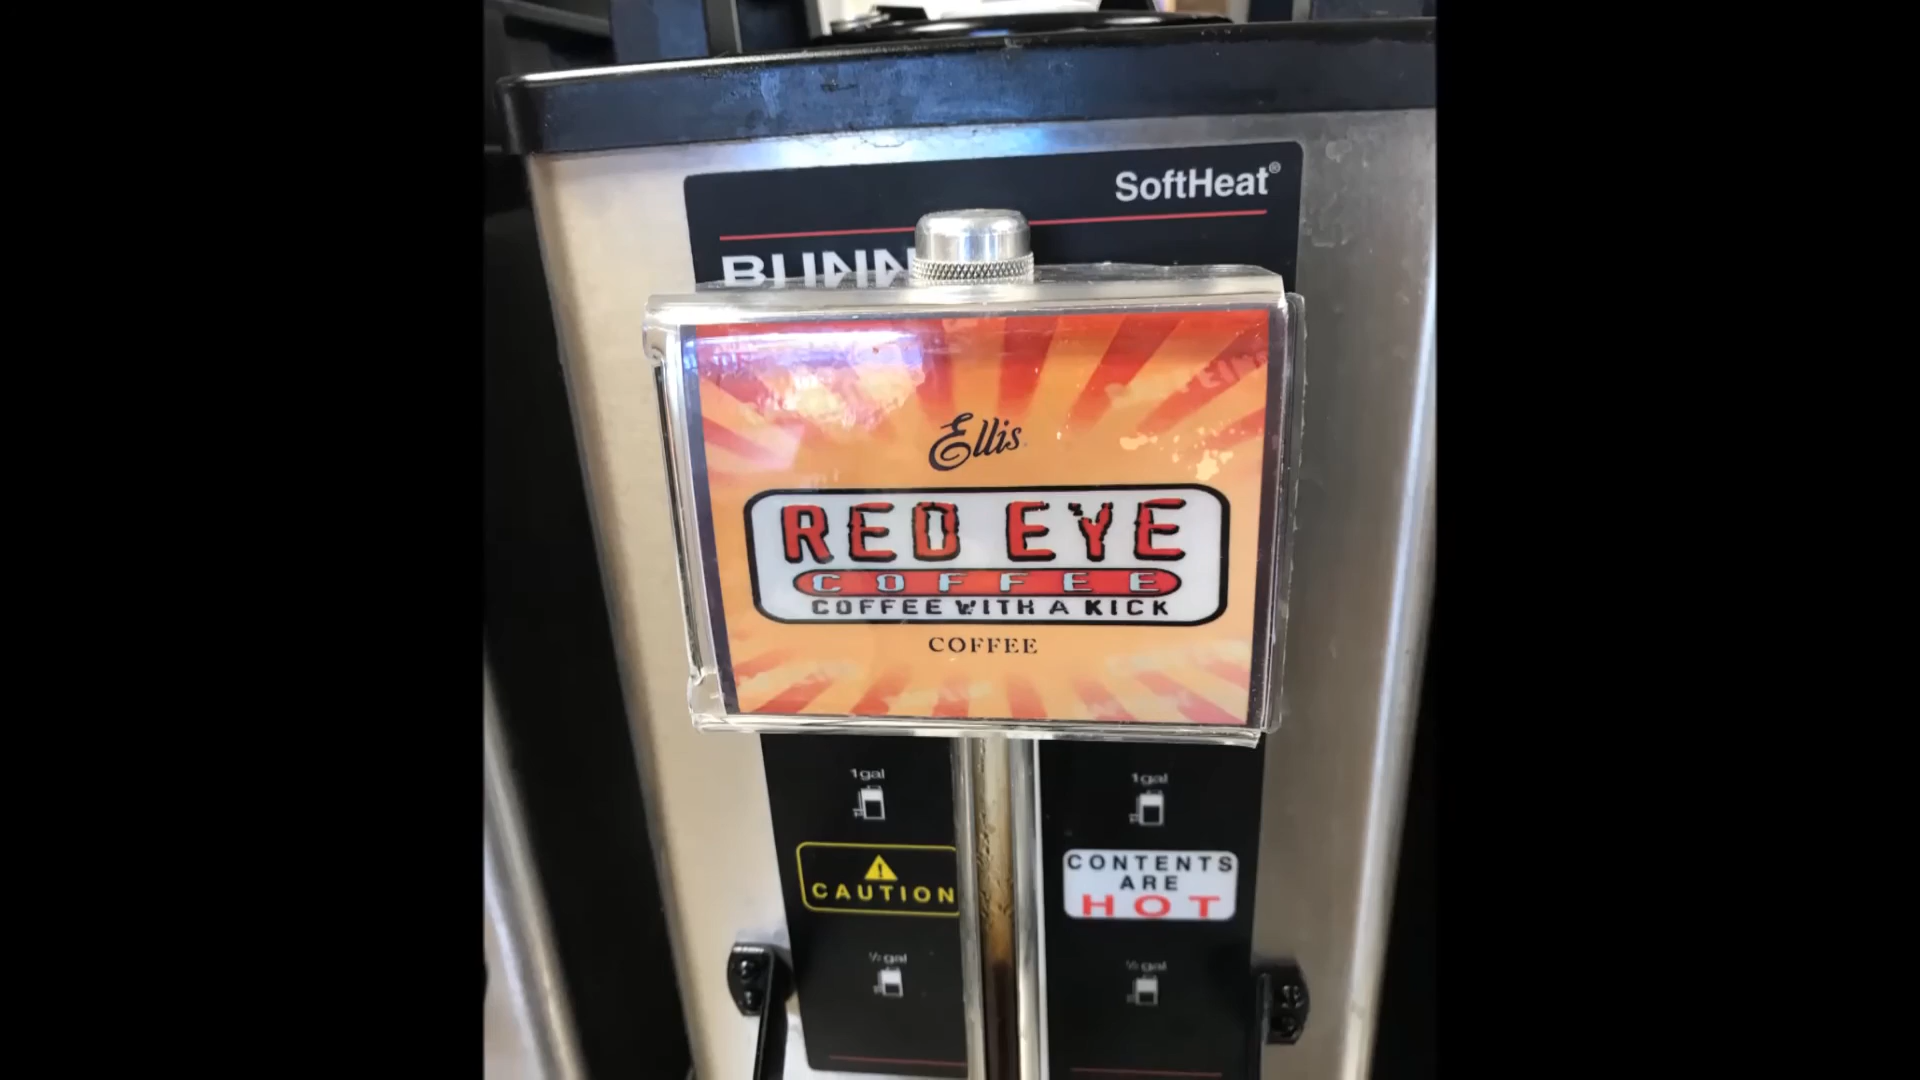 SoftHeat®
BUNN
Ellis
RED EYE
COFFEE
COFFEE WITH A KICK
COFFEE
1gal
1gal
CAUTION
CONTENTS
ARE
HOT
½ gal
½ gal